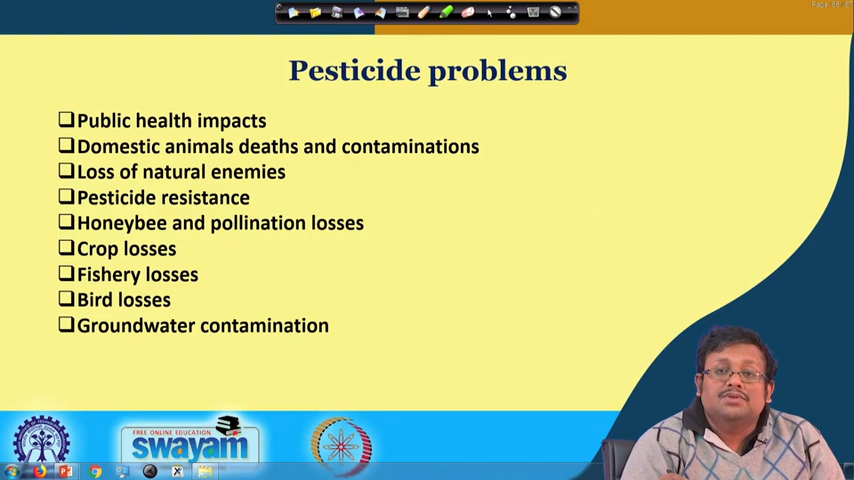 Pesticide problems
❑Public health impacts
❑Domestic animals deaths and contaminations
❑Loss of natural enemies
❑Pesticide resistance
❑Honeybee and pollination losses
❑Crop losses
❑Fishery losses
❑Bird losses
❑Groundwater contamination
FREE ONLINE EDUCATION
swayam